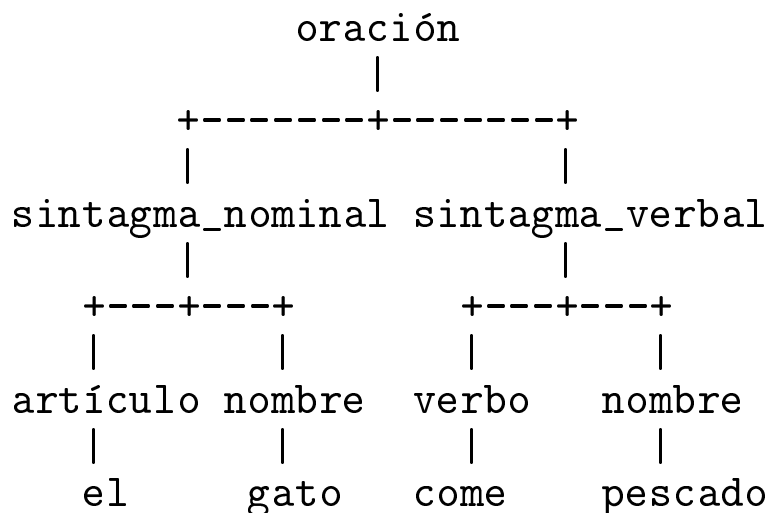 oración
|
+-------+-------+
| |
sintagma_nominal sintagma_verbal
| |
+---+---+ +---+---+
| | | |
artículo nombre verbo nombre
| | | |
el gato come pescado